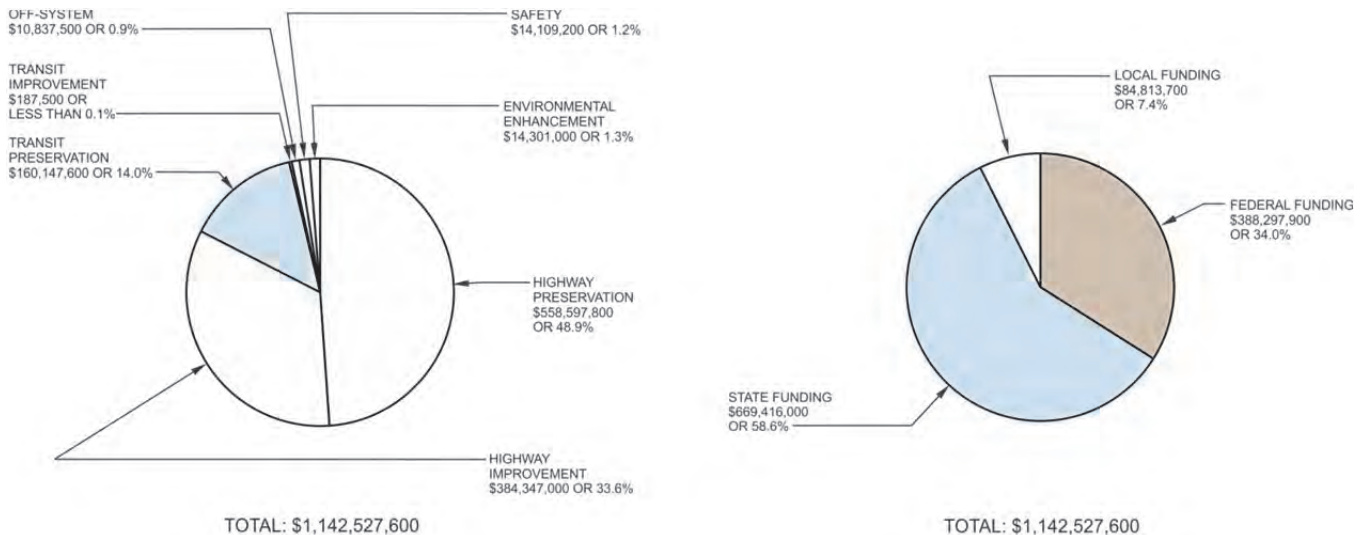 OFF-SYSTEM
$10,837,500 OR 0.9%
SAFETY
$14,109,200 OR 1.2%
TRANSIT
IMPROVEMENT
$187,500 OR
LESS THAN 0.1%
ENVIRONMENTAL
ENHANCEMENT
$14,301,000 OR 1.3%
TRANSIT
PRESERVATION
$160,147,600 OR 14.0%
HIGHWAY
PRESERVATION
$558,597,800
OR 48.9%
HIGHWAY
IMPROVEMENT
$384,347,000 OR 33.6%
TOTAL: $1,142,527,600
LOCAL FUNDING
$84,813,700
OR 7.4%
FEDERAL FUNDING
$388,297,900
OR 34.0%
STATE FUNDING
$669,416,000
OR 58.6%
TOTAL: $1,142,527,600